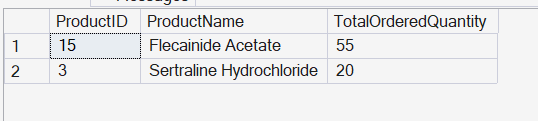 Messages
ProductID ProductName TotalOrderedQuantity
1 15 Flecainide Acetate 55
2 3 Sertraline Hydrochloride 20